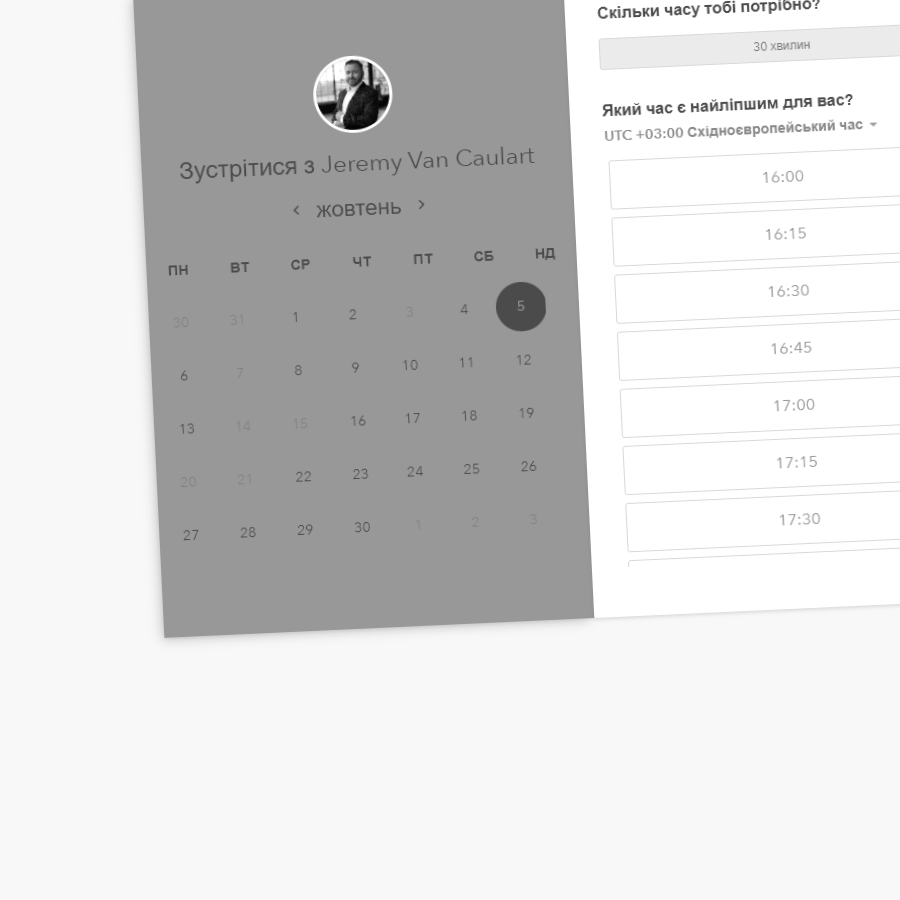 Зустрітися з Jeremy Van Caulart
‹ жовтень ›
ПН ВТ СР ЧТ ПТ СБ НД
30 31 1 2 3 4 5
6 7 8 9 10 11 12
13 14 15 16 17 18 19
20 21 22 23 24 25 26
27 28 29 30 1 2 3
Скільки часу тобі потрібно?
30 хвилин
Який час є найліпшим для вас?
UTC +03:00 Східноєвропейський час
16:00
16:15
16:30
16:45
17:00
17:15
17:30